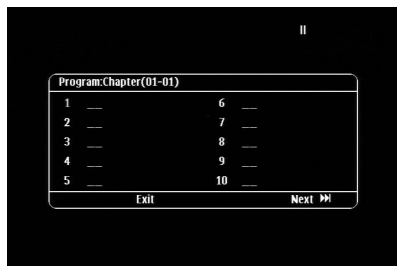 Program:Chapter(01-01)
1 __ 6 __
2 __ 7 __
3 __ 8 __
4 __ 9 __
5 __ 10 __
Exit Next ⏭